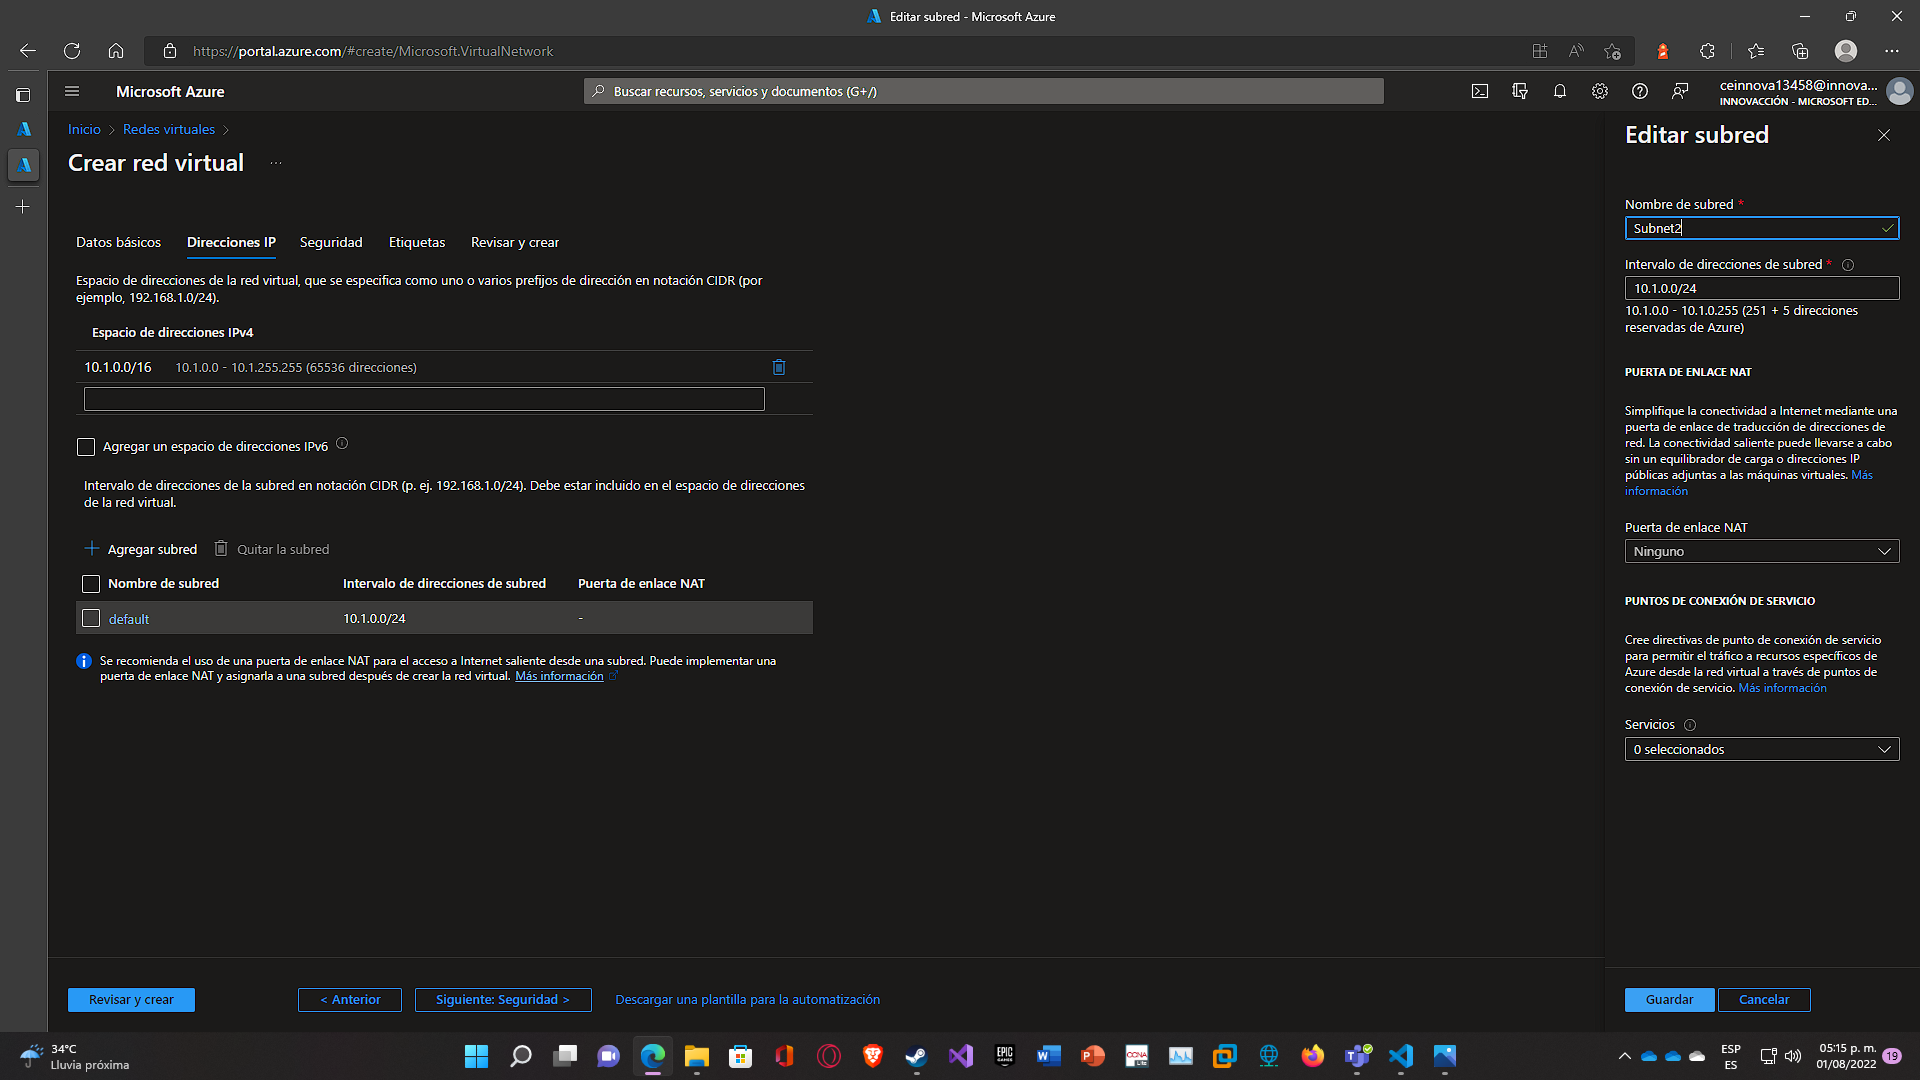 Editar subred - Microsoft Azure
https://portal.azure.com/#create/Microsoft.VirtualNetwork
Microsoft Azure
Buscar recursos, servicios y documentos (G+/)
ceinnova13458@innova...
INNOVACCIÓN - MICROSOFT ED...
Inicio > Redes virtuales >
Crear red virtual ...
Datos básicos Direcciones IP Seguridad Etiquetas Revisar y crear
Espacio de direcciones de la red virtual, que se especifica como uno o varios prefijos de dirección en notación CIDR (por
ejemplo, 192.168.1.0/24).
Espacio de direcciones IPv4
10.1.0.0/16 10.1.0.0 - 10.1.255.255 (65536 direcciones)
Agregar un espacio de direcciones IPv6
Intervalo de direcciones de la subred en notación CIDR (p. ej. 192.168.1.0/24). Debe estar incluido en el espacio de direcciones
de la red virtual.
Agregar subred Quitar la subred
Nombre de subred Intervalo de direcciones de subred Puerta de enlace NAT
default 10.1.0.0/24 -
Se recomienda el uso de una puerta de enlace NAT para el acceso a Internet saliente desde una subred. Puede implementar una
puerta de enlace NAT y asignarla a una subred después de crear la red virtual. Más información
Revisar y crear < Anterior Siguiente: Seguridad > Descargar una plantilla para la automatización
Editar subred
Nombre de subred *
Subnet2
Intervalo de direcciones de subred *
10.1.0.0/24
10.1.0.0 - 10.1.0.255 (251 + 5 direcciones
reservadas de Azure)
PUERTA DE ENLACE NAT
Simplifique la conectividad a Internet mediante una
puerta de enlace de traducción de direcciones de
red. La conectividad saliente puede llevarse a cabo
sin un equilibrador de carga o direcciones IP
públicas adjuntas a las máquinas virtuales. Más
información
Puerta de enlace NAT
Ninguno
PUNTOS DE CONEXIÓN DE SERVICIO
Cree directivas de punto de conexión de servicio
para permitir el tráfico a recursos específicos de
Azure desde la red virtual a través de puntos de
conexión de servicio. Más información
Servicios
0 seleccionados
Guardar Cancelar
34°C
Lluvia próxima
EPIC
GAMES
CCNA
Lite
ESP
ES
05:15 p. m.
01/08/2022
19